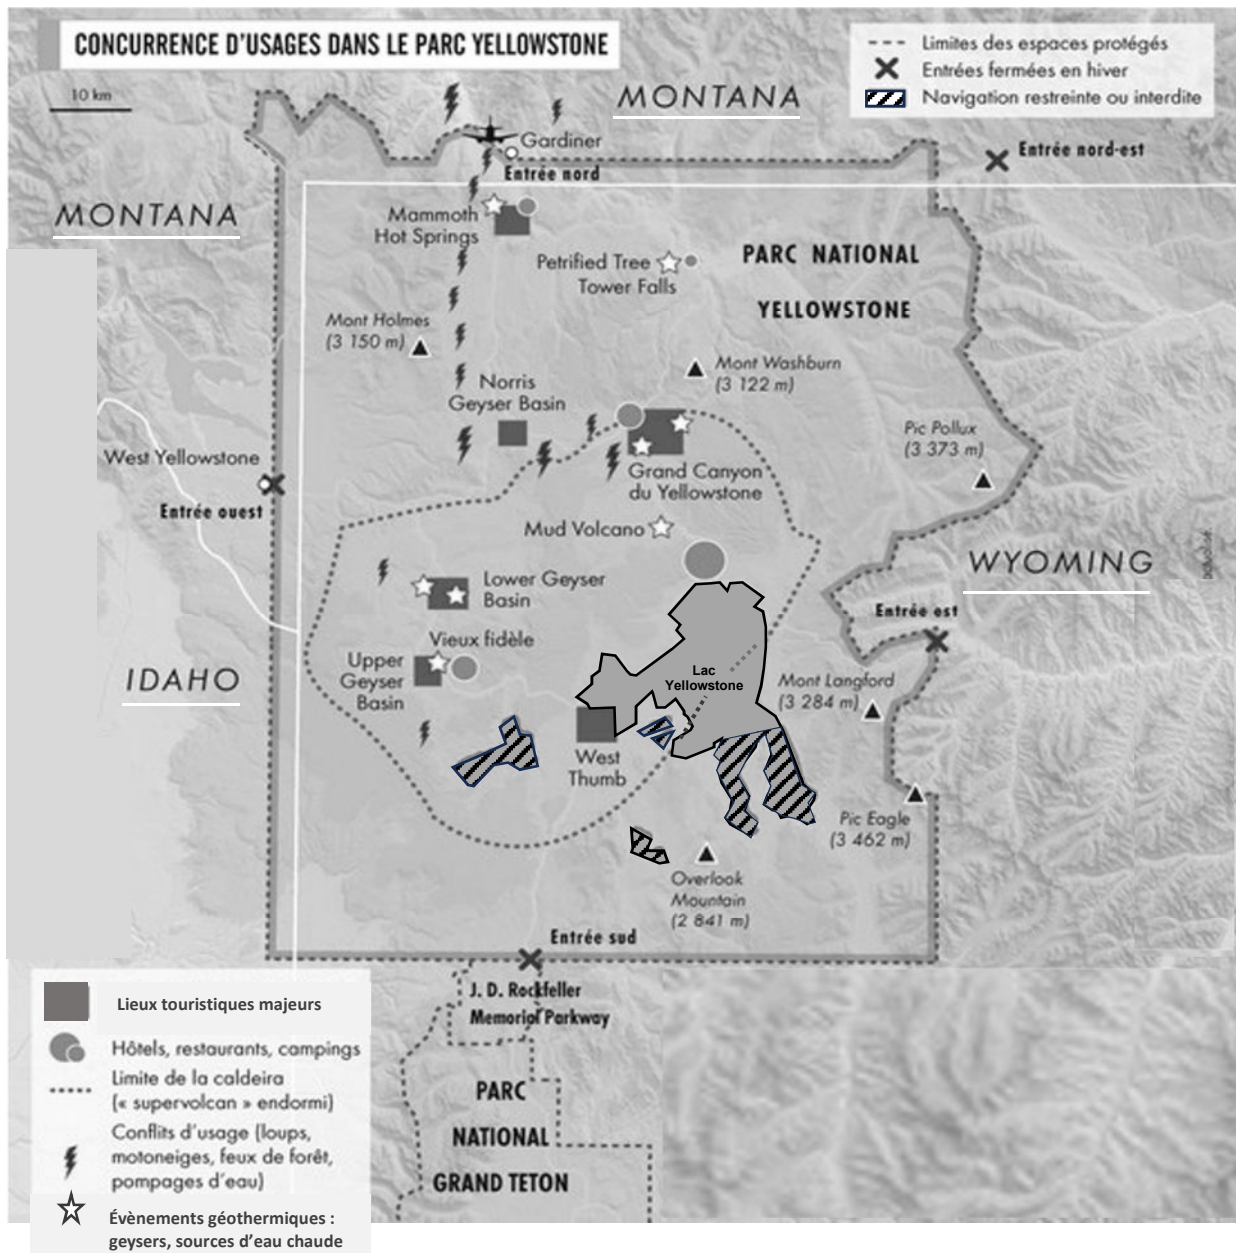 CONCURRENCE D'USAGES DANS LE PARC YELLOWSTONE
10 km
Limites des espaces protégés
Entrées fermées en hiver
Navigation restreinte ou interdite
MONTANA
Gardiner
Entrée nord
Entrée nord-est
MONTANA
Mammoth
Hot Springs
Petrified Tree
Tower Falls
PARC NATIONAL
YELLOWSTONE
Mont Holmes
(3 150 m)
Mont Washburn
(3 122 m)
Norris
Geyser Basin
Pic Pollux
(3 373 m)
West Yellowstone
Entrée ouest
Grand Canyon
du Yellowstone
Mud Volcano
WYOMING
Lower Geyser
Basin
Entrée est
Vieux fidèle
Upper
Geyser
Basin
IDAHO
Lac
Yellowstone
Mont Langford
(3 284 m)
West
Thumb
Pic Eagle
(3 462 m)
Overlook
Mountain
(2 841 m)
Entrée sud
J. D. Rockfeller
Memorial Parkway
PARC
NATIONAL
GRAND TETON
Lieux touristiques majeurs
Hôtels, restaurants, campings
Limite de la caldeira
(« supervolcan » endormi)
Conflits d'usage (loups,
motoneiges, feux de forêt,
pompages d'eau)
Évènements géothermiques :
geysers, sources d'eau chaude